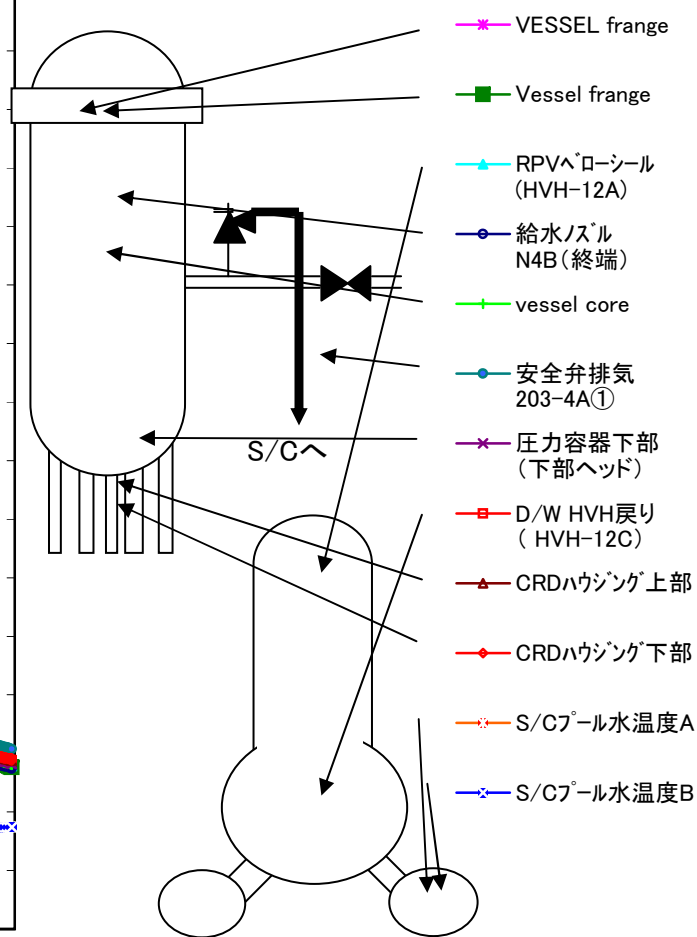 VESSEL frange
Vessel frange
RPVベローシール
(HVH-12A)
給水ノズル
N4B(終端)
vessel core
安全弁排気
203-4A①
圧力容器下部
(下部ヘッド)
D/W HVH戻り
( HVH-12C)
CRDハウジング上部
CRDハウジング下部
S/Cプール水温度A
S/Cプール水温度B
S/Cへ